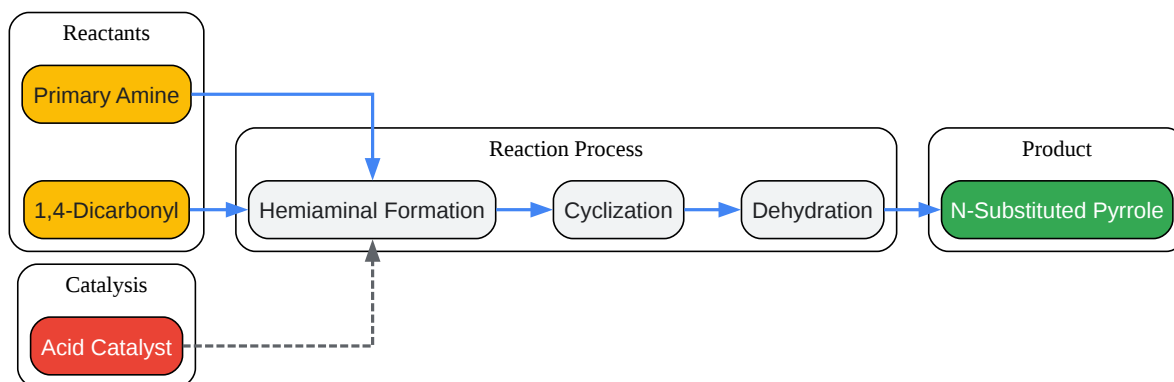 Reactants
Primary Amine
1,4-Dicarbonyl
Reaction Process
Hemiaminal Formation
Cyclization
Dehydration
Product
N-Substituted Pyrrole
Catalysis
Acid Catalyst